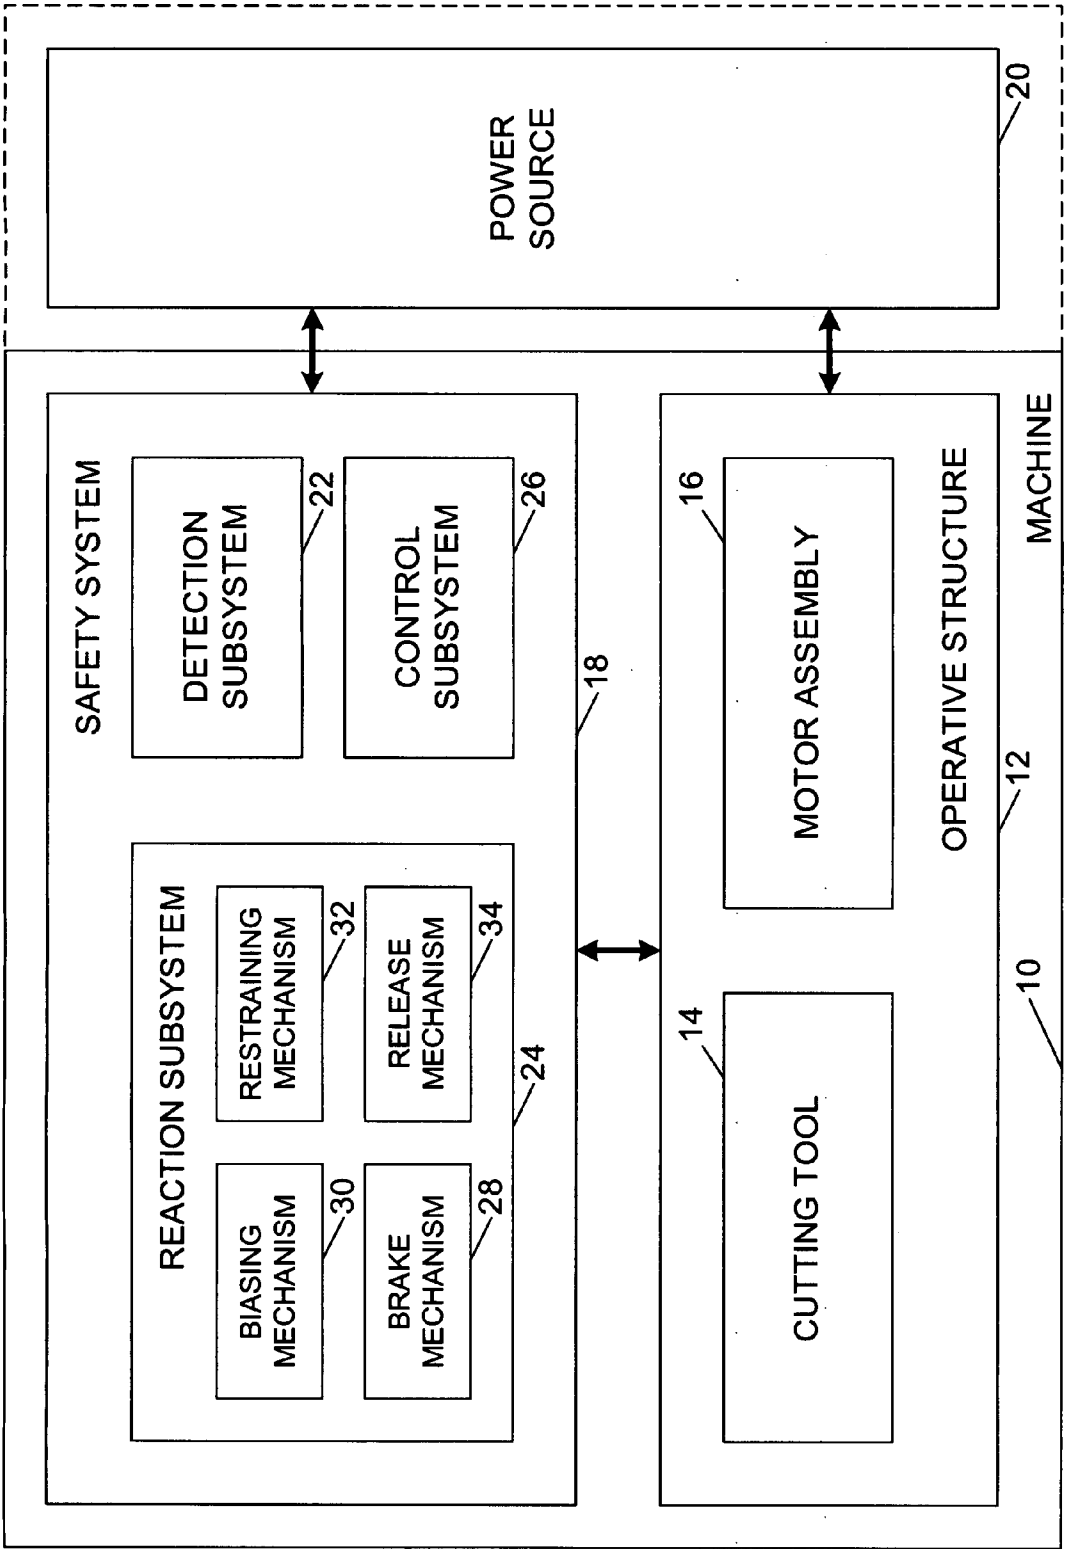 SAFETY SYSTEM
REACTION SUBSYSTEM
BIASING
MECHANISM
30
RESTRAINING
MECHANISM
32
BRAKE
MECHANISM
28
RELEASE
MECHANISM
34
24
DETECTION
SUBSYSTEM
22
CONTROL
SUBSYSTEM
26
18
POWER
SOURCE
20
14
CUTTING TOOL
16
MOTOR ASSEMBLY
OPERATIVE STRUCTURE
12
10
MACHINE